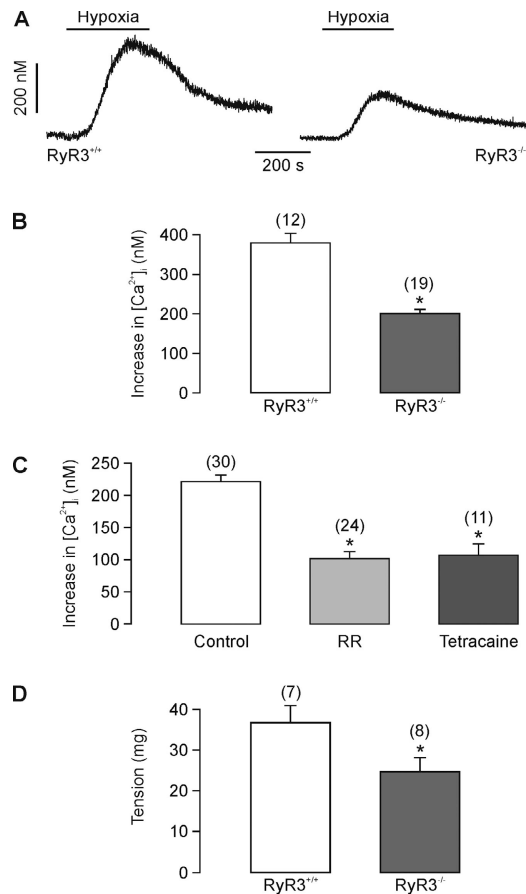 A
Hypoxia
Hypoxia
200 nM
RyR3+/+
200 s
RyR3-/-
B
Increase in [Ca2+]i (nM)
400
300
200
100
0
(12)
(19)
*
RyR3+/+
RyR3-/-
C
Increase in [Ca2+]i (nM)
250
200
150
100
50
0
(30)
(24)
*
(11)
*
Control
RR
Tetracaine
D
Tension (mg)
40
30
20
10
0
(7)
(8)
*
RyR3+/+
RyR3-/-